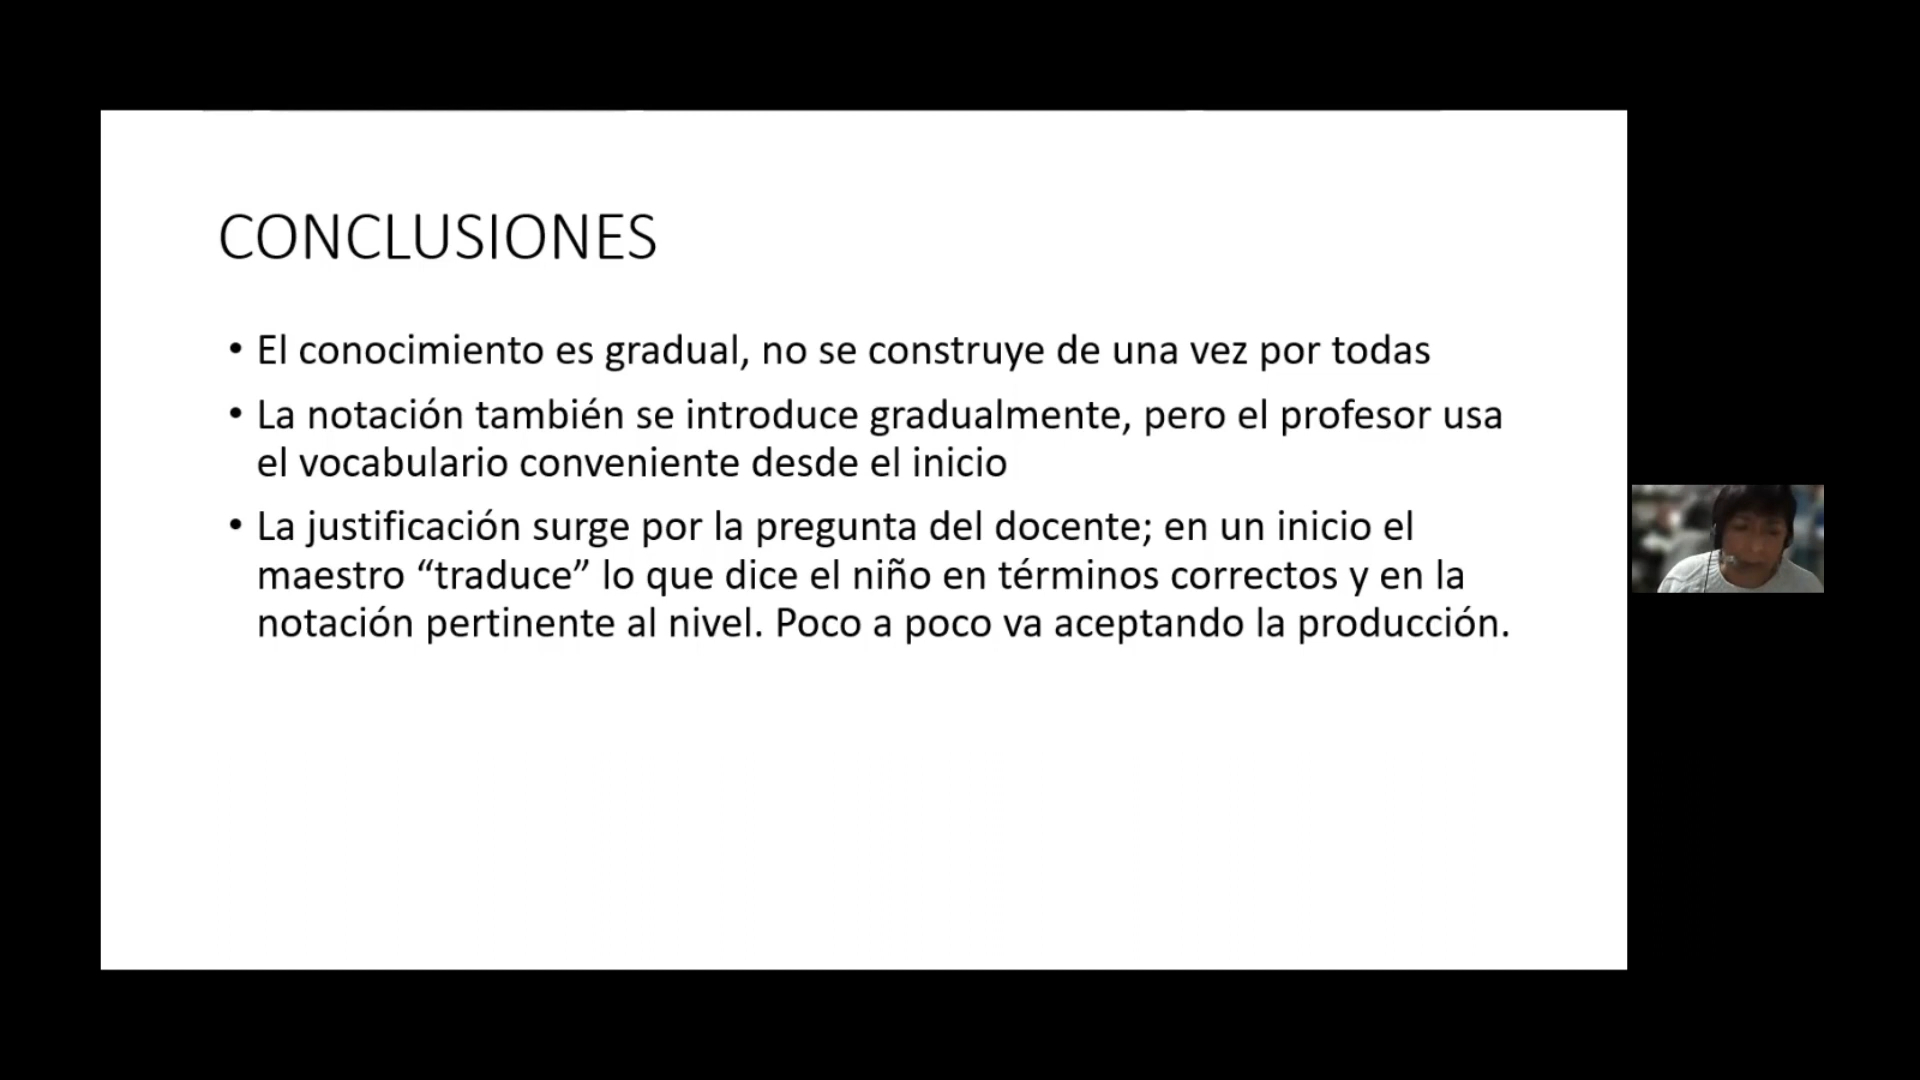 CONCLUSIONES
• El conocimiento es gradual, no se construye de una vez por todas
• La notación también se introduce gradualmente, pero el profesor usa
el vocabulario conveniente desde el inicio
• La justificación surge por la pregunta del docente; en un inicio el
maestro “traduce” lo que dice el niño en términos correctos y en la
notación pertinente al nivel. Poco a poco va aceptando la producción.